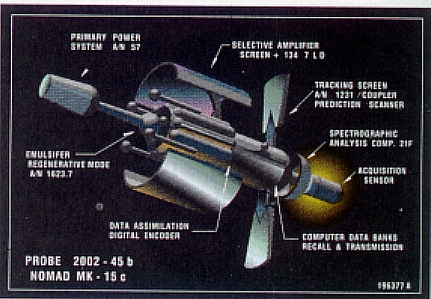 PRIMARY POWER
SYSTEM A/N 57
SELECTIVE AMPLIFIER
SCREEN + 134 7 L D
TRACKING SCREEN
A/N 1231 / COUPLER
PREDICTION SCANNER
SPECTROGRAPHIC
ANALYSIS COMP. 21F
ACQUISITION
SENSOR
EMULSIFER
REGENERATIVE MODE
A/N 1623.7
DATA ASSIMILATION
DIGITAL ENCODER
COMPUTER DATA BANKS
RECALL & TRANSMISSION
PROBE 2002 - 45 b
NOMAD MK - 15 c
196377 A